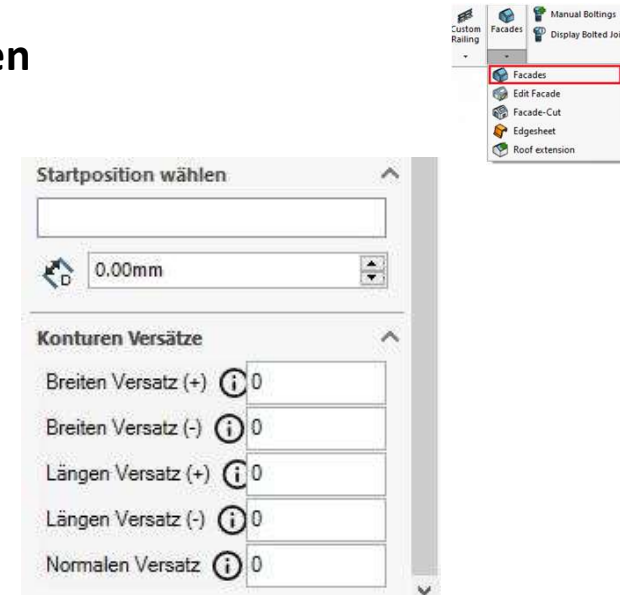 en
Custom
Railing
Facades
Manual Boltings
Display Bolted Joi
Facades
Edit Facade
Facade-Cut
Edgesheet
Roof extension
Startposition wählen
D
0.00mm
Konturen Versätze
Breiten Versatz (+) 0
Breiten Versatz (-) 0
Längen Versatz (+) 0
Längen Versatz (-) 0
Normalen Versatz 0